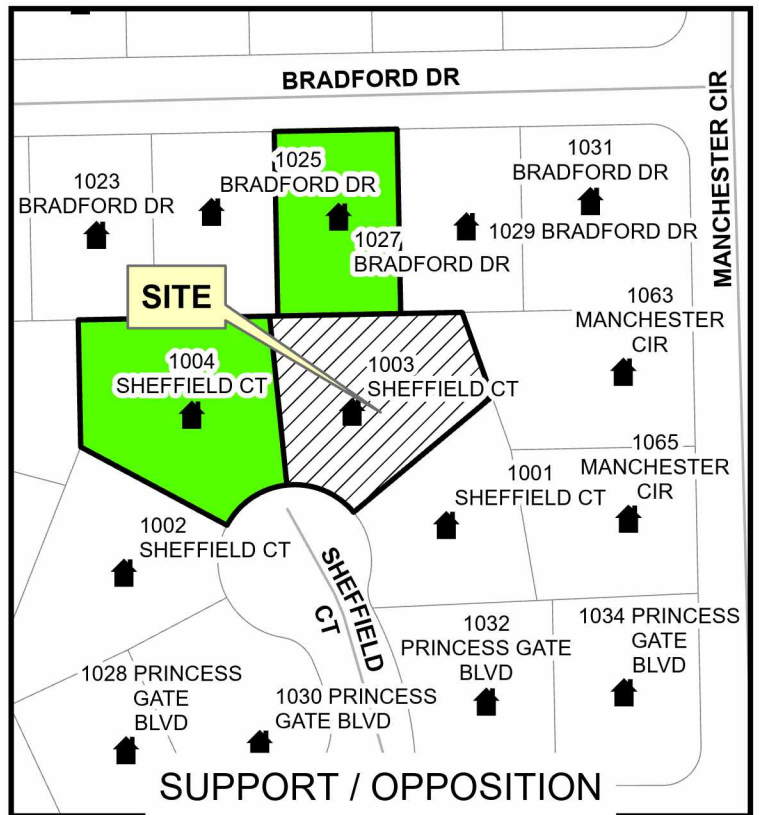 BRADFORD DR
MANCHESTER CIR
1023
BRADFORD DR
1025
BRADFORD DR
1027
BRADFORD DR
1029 BRADFORD DR
1031
BRADFORD DR
SITE
1004
SHEFFIELD CT
1003
SHEFFIELD CT
1063
MANCHESTER
CIR
1065
MANCHESTER
CIR
1001
SHEFFIELD CT
1002
SHEFFIELD CT
SHEFFIELD
CT
1028 PRINCESS
GATE
BLVD
1030 PRINCESS
GATE BLVD
1032
PRINCESS GATE
BLVD
1034 PRINCESS
GATE
BLVD
SUPPORT / OPPOSITION